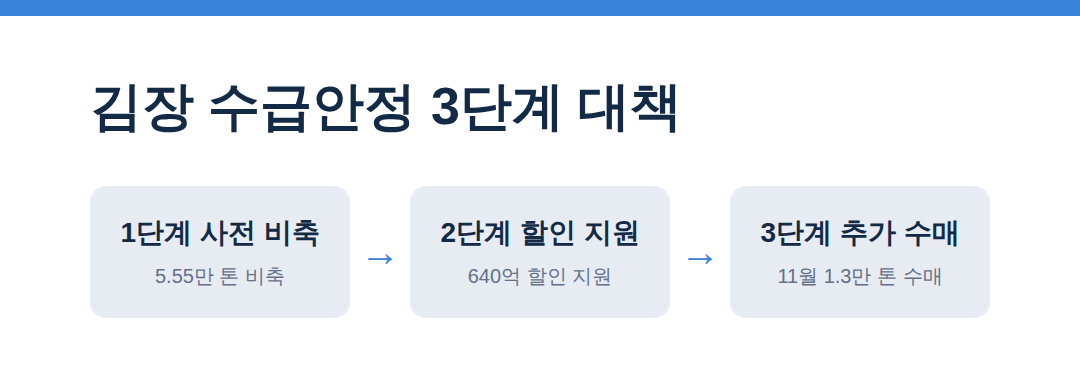 김장 수급안정 3단계 대책
1단계 사전 비축
5.55만 톤 비축
→
2단계 할인 지원
640억 할인 지원
→
3단계 추가 수매
11월 1.3만 톤 수매